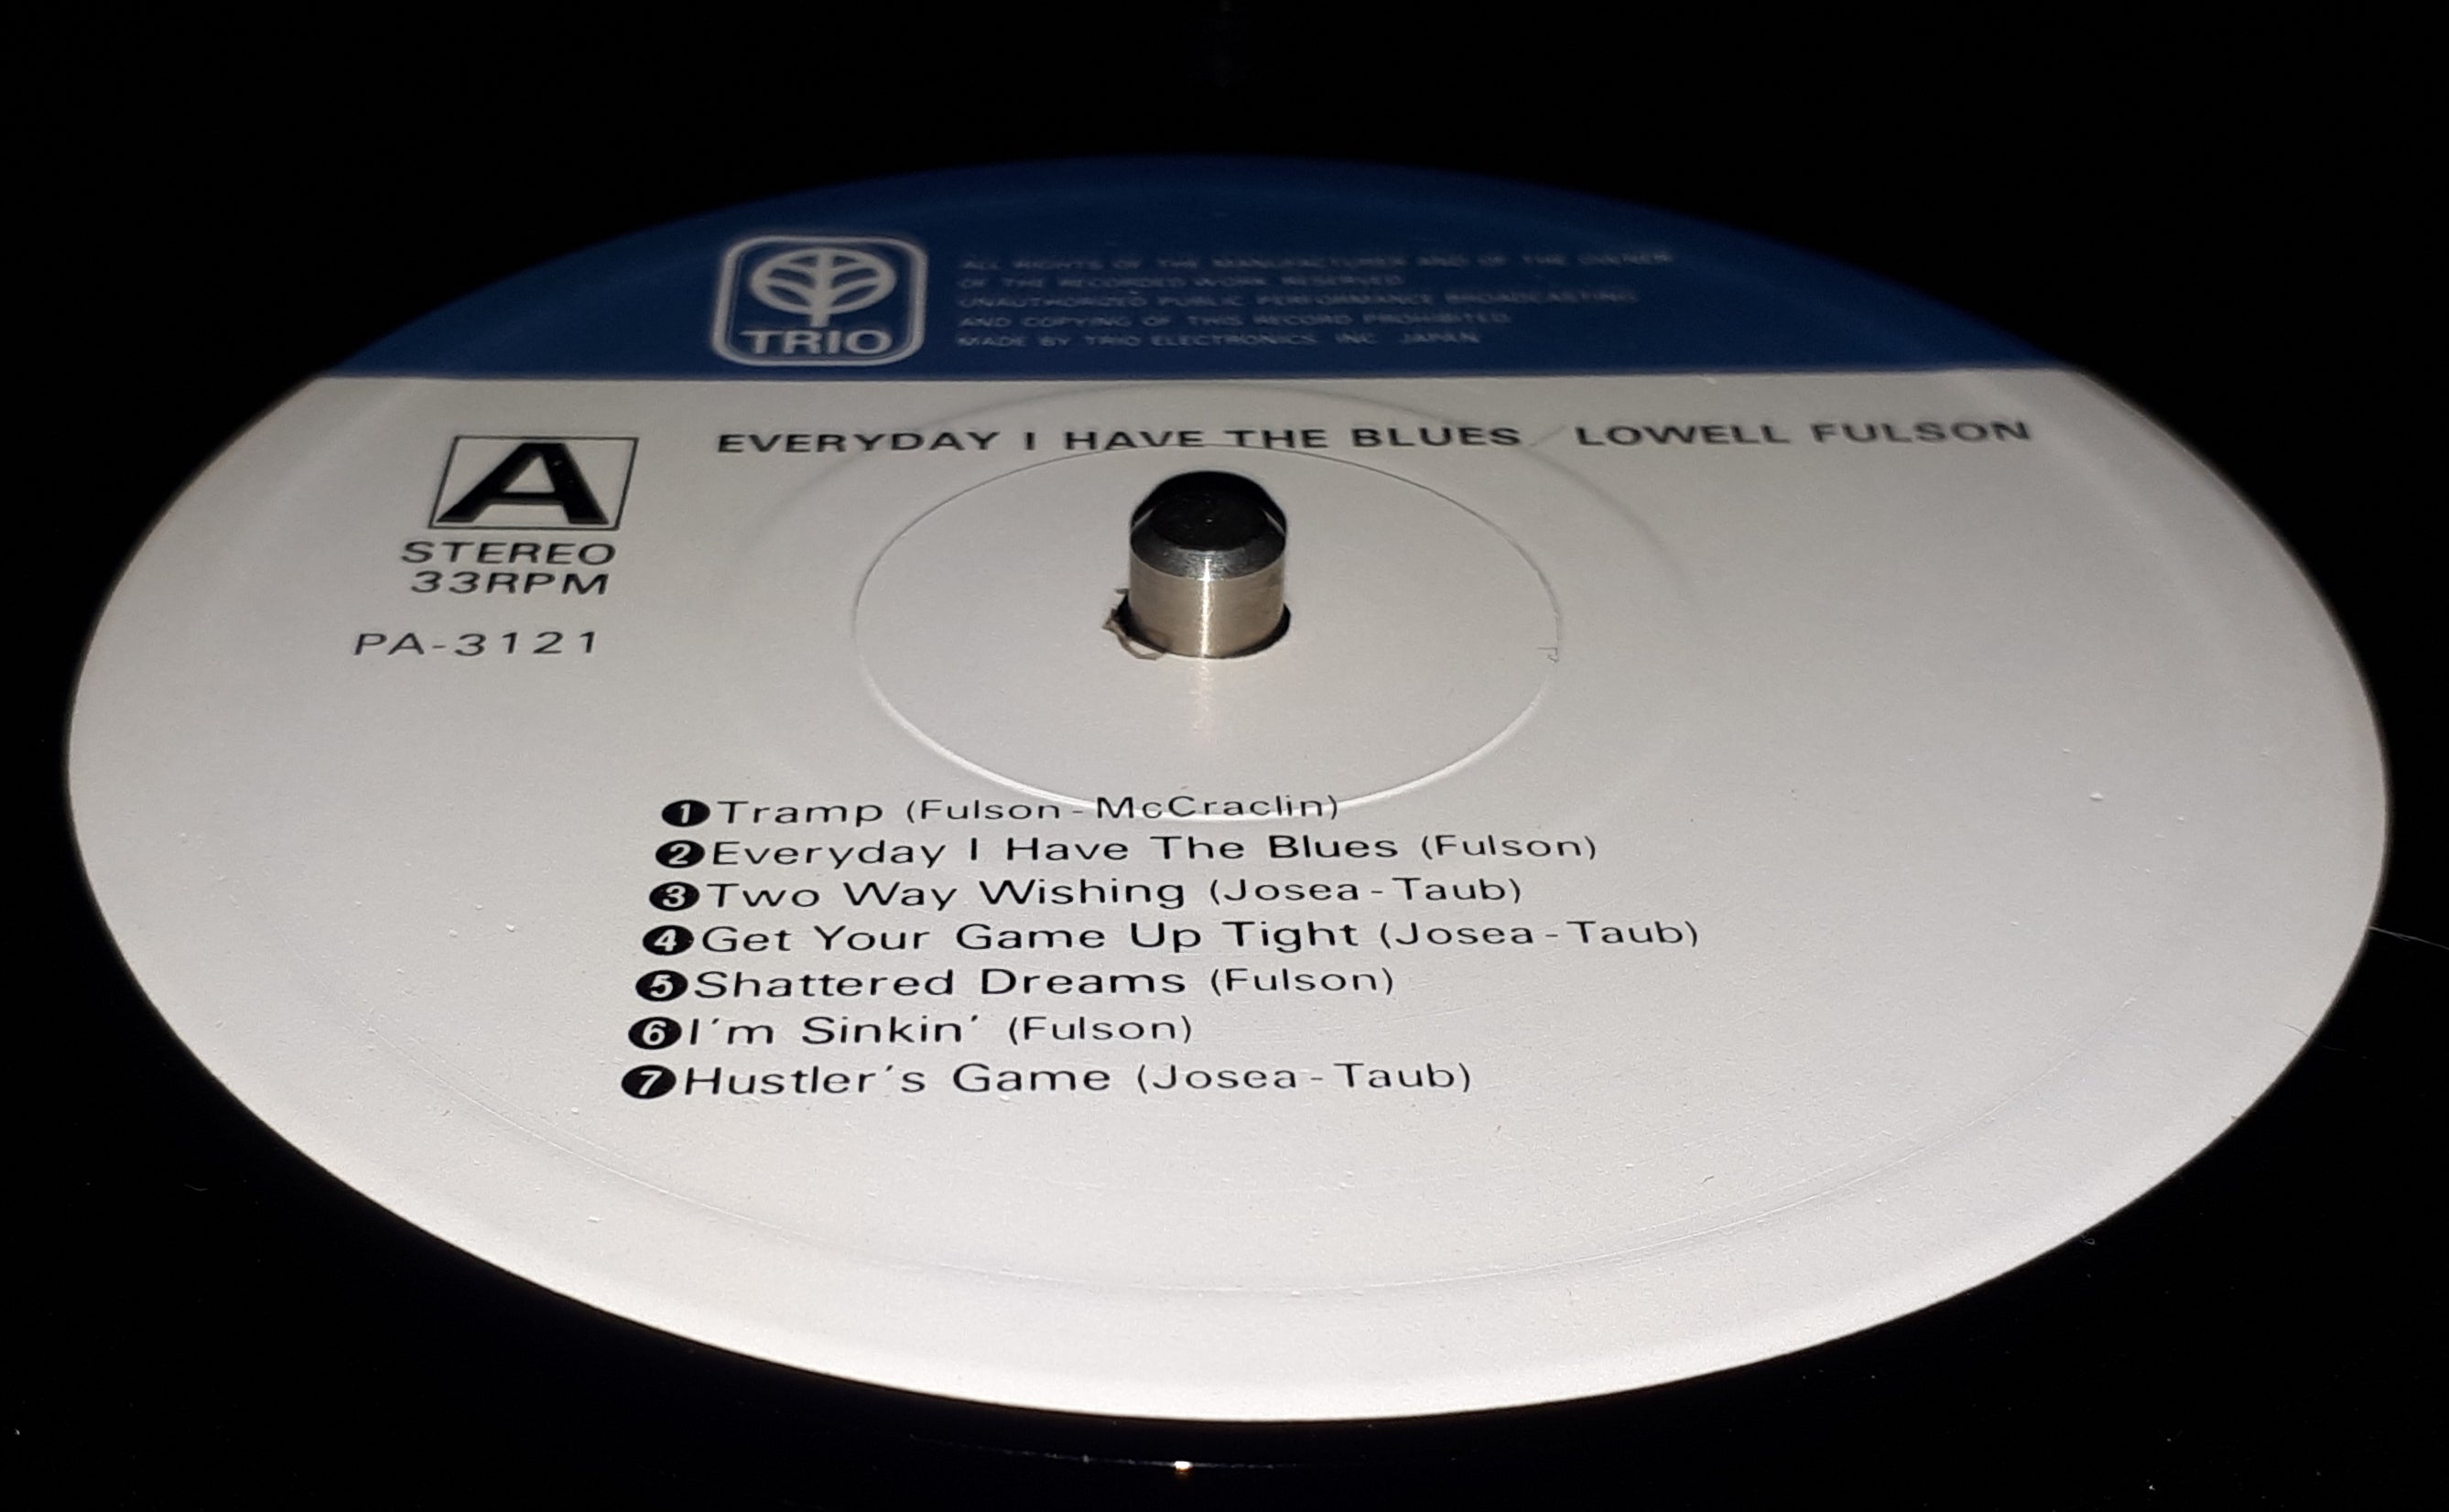 TRIO
ALL RIGHTS OF THE MANUFACTURER AND OF THE OWNER
OF THE RECORDED WORK RESERVED
UNAUTHORIZED PUBLIC PERFORMANCE BROADCASTING
AND COPYING OF THIS RECORD PROHIBITED
MADE BY TRIO ELECTRONICS INC JAPAN
EVERYDAY I HAVE THE BLUES / LOWELL FULSON
A
STEREO
33RPM
PA-3121
1 Tramp (Fulson-McCraclin)
2 Everyday I Have The Blues (Fulson)
3 Two Way Wishing (Josea-Taub)
4 Get Your Game Up Tight (Josea-Taub)
5 Shattered Dreams (Fulson)
6 I'm Sinkin' (Fulson)
7 Hustler's Game (Josea-Taub)